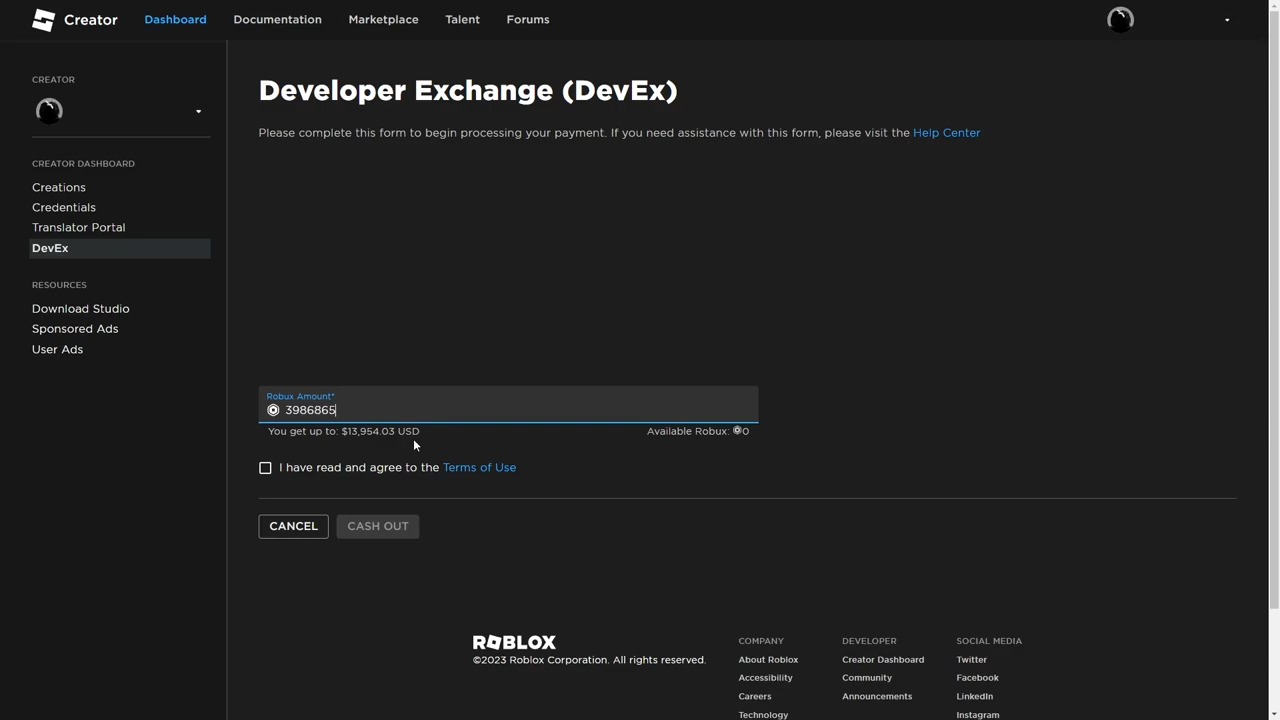 Creator
Dashboard
Documentation
Marketplace
Talent
Forums
CREATOR
CREATOR DASHBOARD
Creations
Credentials
Translator Portal
DevEx
RESOURCES
Download Studio
Sponsored Ads
User Ads
Developer Exchange (DevEx)
Please complete this form to begin processing your payment. If you need assistance with this form, please visit the Help Center
Robux Amount*
3986865
You get up to: $13,954.03 USD
Available Robux: 0
I have read and agree to the Terms of Use
CANCEL
CASH OUT
ROBLOX
©2023 Roblox Corporation. All rights reserved.
COMPANY
About Roblox
Accessibility
Careers
Technology
DEVELOPER
Creator Dashboard
Community
Announcements
SOCIAL MEDIA
Twitter
Facebook
LinkedIn
Instagram